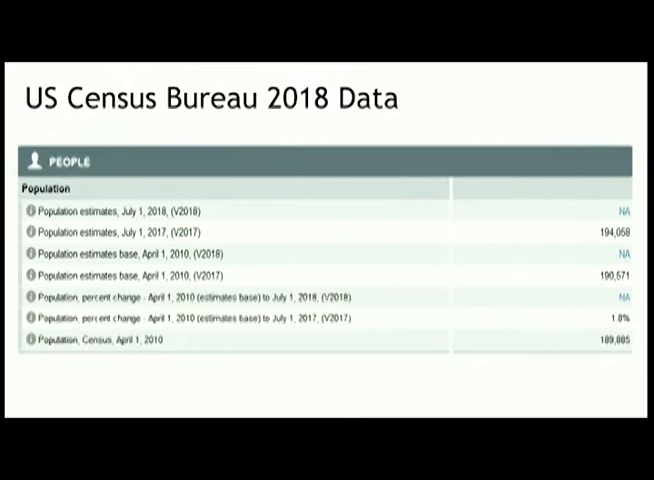 US Census Bureau 2018 Data
PEOPLE
Population
Population estimates, July 1, 2018, (V2018) NA
Population estimates, July 1, 2017, (V2017) 194,058
Population estimates base, April 1, 2010, (V2018) NA
Population estimates base, April 1, 2010, (V2017) 190,571
Population, percent change - April 1, 2010 (estimates base) to July 1, 2018, (V2018) NA
Population, percent change - April 1, 2010 (estimates base) to July 1, 2017, (V2017) 1.8%
Population, Census, April 1, 2010